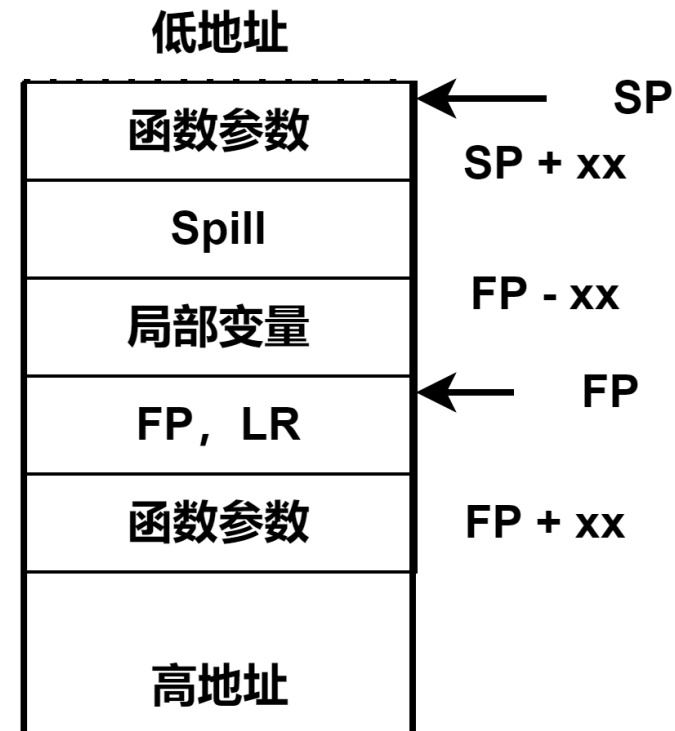 低地址
函数参数
SP
SP + xx
Spill
FP - xx
局部变量
FP
FP，LR
函数参数
FP + xx
高地址